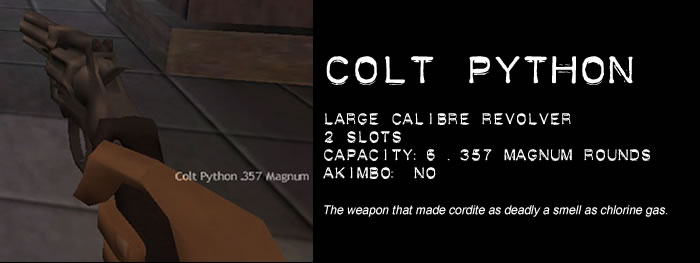 Colt Python .357 Magnum
COLT PYTHON
LARGE CALIBRE REVOLVER
2 SLOTS
CAPACITY: 6 .357 MAGNUM ROUNDS
AKIMBO: NO
The weapon that made cordite as deadly a smell as chlorine gas.